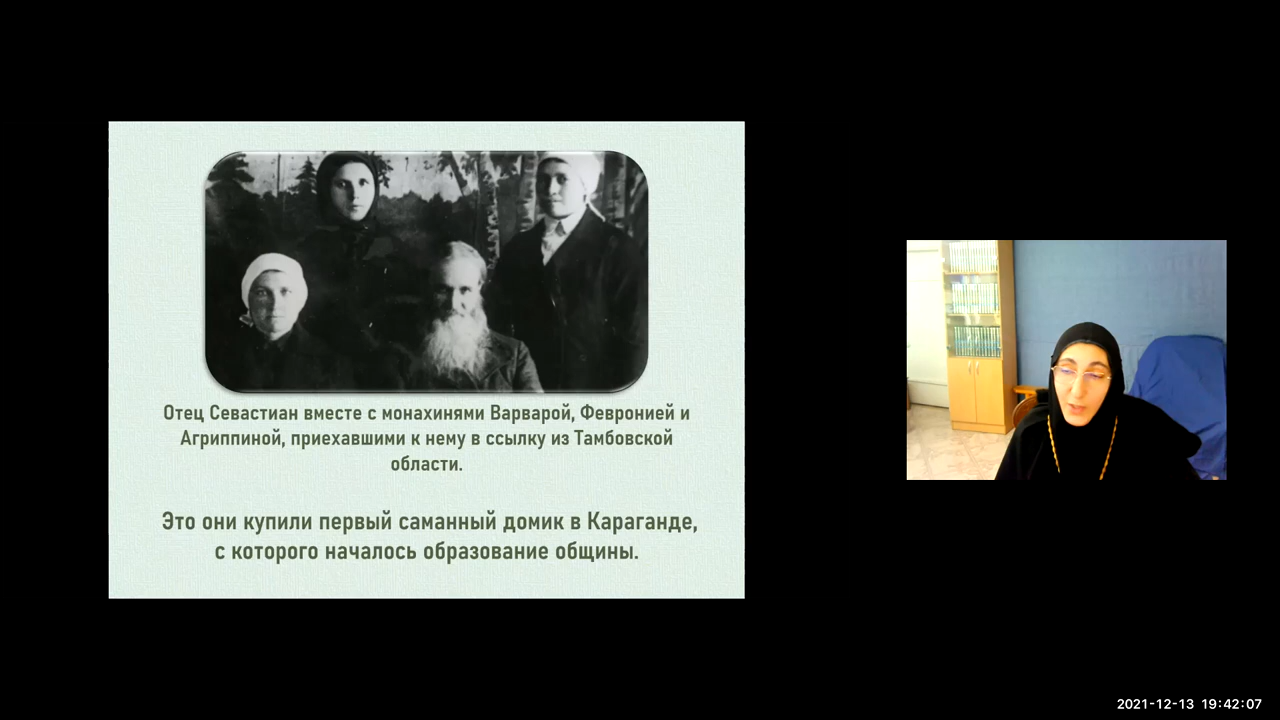 Отец Севастиан вместе с монахинями Варварой, Февронией и
Агриппиной, приехавшими к нему в ссылку из Тамбовской
области.
Это они купили первый саманный домик в Караганде,
с которого началось образование общины.
2021-12-13 19:42:07